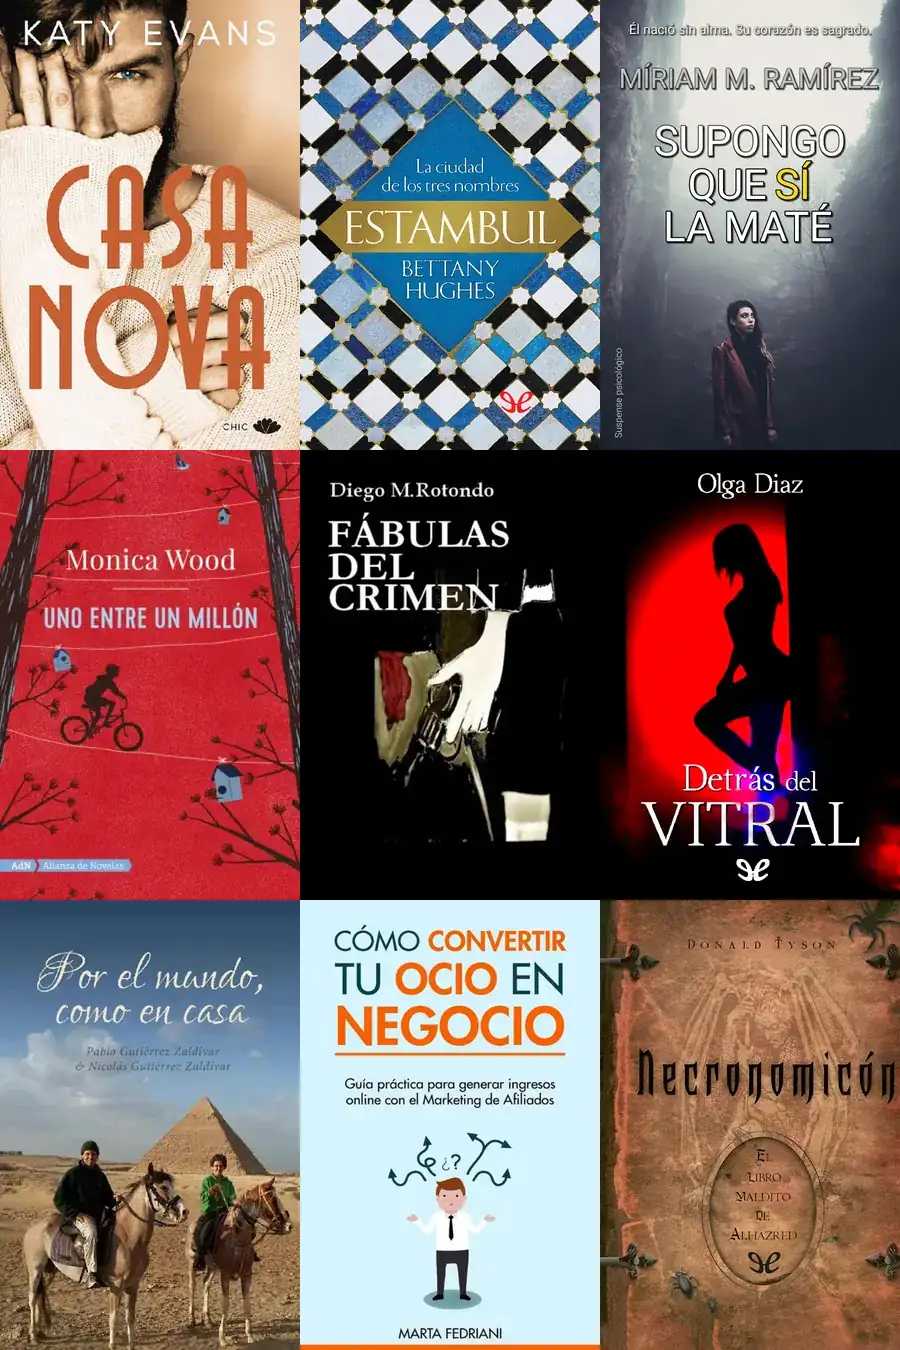 KATY EVANS
CASA
NOVA
CHIC
La ciudad
de los tres nombres
ESTAMBUL
BETTANY
HUGHES
Él nació sin alma. Su corazón es sagrado.
MÍRIAM M. RAMÍREZ
SUPONGO
QUE SÍ
LA MATÉ
Suspense psicológico
Monica Wood
UNO ENTRE UN MILLÓN
AdN Alianza de Novelas
Diego M.Rotondo
FÁBULAS
DEL
CRIMEN
Olga Diaz
Detrás del
VITRAL
Por el mundo,
como en casa
Pablo Gutiérrez Zaldívar
& Nicolás Gutiérrez Zaldívar
CÓMO CONVERTIR
TU OCIO EN
NEGOCIO
Guía práctica para generar ingresos
online con el Marketing de Afiliados
¿?
MARTA FEDRIANI
DONALD TYSON
Necronomicón
EL
LIBRO
MALDITO
DE
ALHAZRED